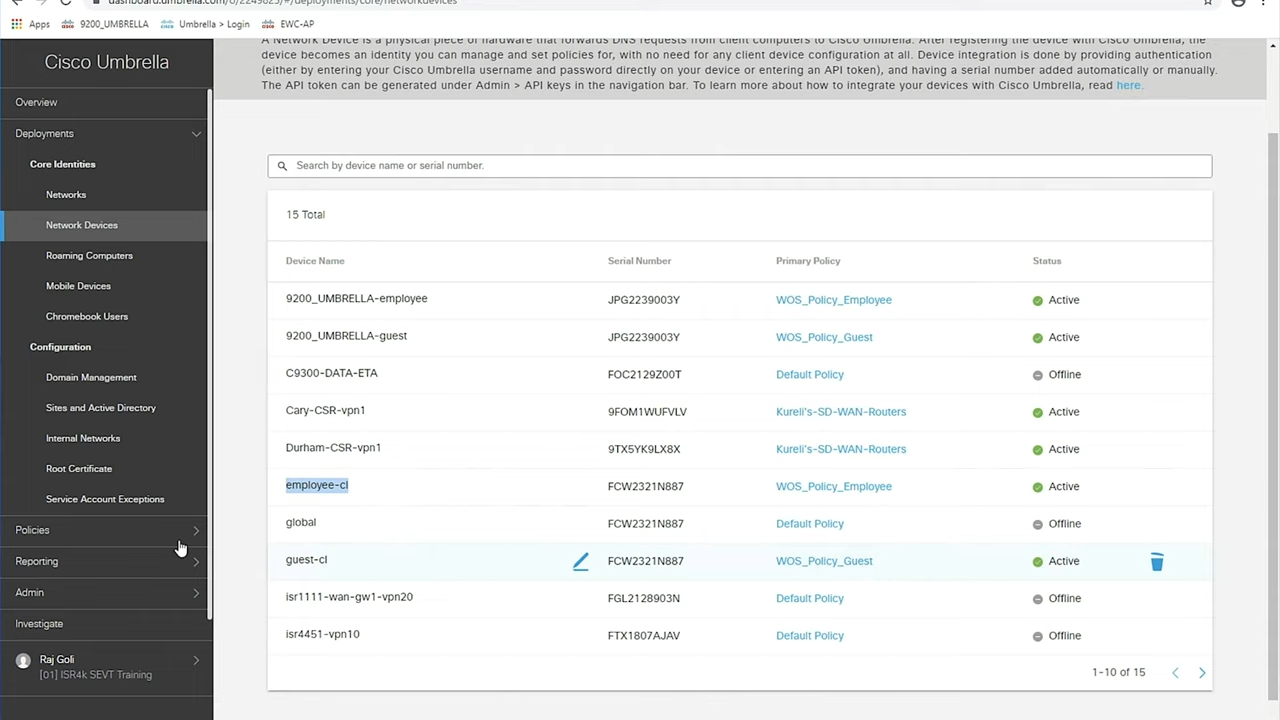 dashboard.umbrella.com/o/2249625/#/deployments/core/networkdevices
Apps 9200_UMBRELLA Umbrella > Login EWC-AP
Cisco Umbrella
Overview
Deployments
Core Identities
Networks
Network Devices
Roaming Computers
Mobile Devices
Chromebook Users
Configuration
Domain Management
Sites and Active Directory
Internal Networks
Root Certificate
Service Account Exceptions
Policies
Reporting
Admin
Investigate
Raj Goli
[01] ISR4k SEVT Training
A Network Device is a physical piece of hardware that forwards DNS requests from client computers to Cisco Umbrella. After registering the device with Cisco Umbrella, the
device becomes an identity you can manage and set policies for, with no need for any client device configuration at all. Device integration is done by providing authentication
(either by entering your Cisco Umbrella username and password directly on your device or entering an API token), and having a serial number added automatically or manually.
The API token can be generated under Admin > API keys in the navigation bar. To learn more about how to integrate your devices with Cisco Umbrella, read here.
Search by device name or serial number.
15 Total
Device Name Serial Number Primary Policy Status
9200_UMBRELLA-employee JPG2239003Y WOS_Policy_Employee Active
9200_UMBRELLA-guest JPG2239003Y WOS_Policy_Guest Active
C9300-DATA-ETA FOC2129Z00T Default Policy Offline
Cary-CSR-vpn1 9FOM1WUFVLV Kureli's-SD-WAN-Routers Active
Durham-CSR-vpn1 9TX5YK9LX8X Kureli's-SD-WAN-Routers Active
employee-cl FCW2321N887 WOS_Policy_Employee Active
global FCW2321N887 Default Policy Offline
guest-cl FCW2321N887 WOS_Policy_Guest Active
isr1111-wan-gw1-vpn20 FGL2128903N Default Policy Offline
isr4451-vpn10 FTX1807AJAV Default Policy Offline
1-10 of 15